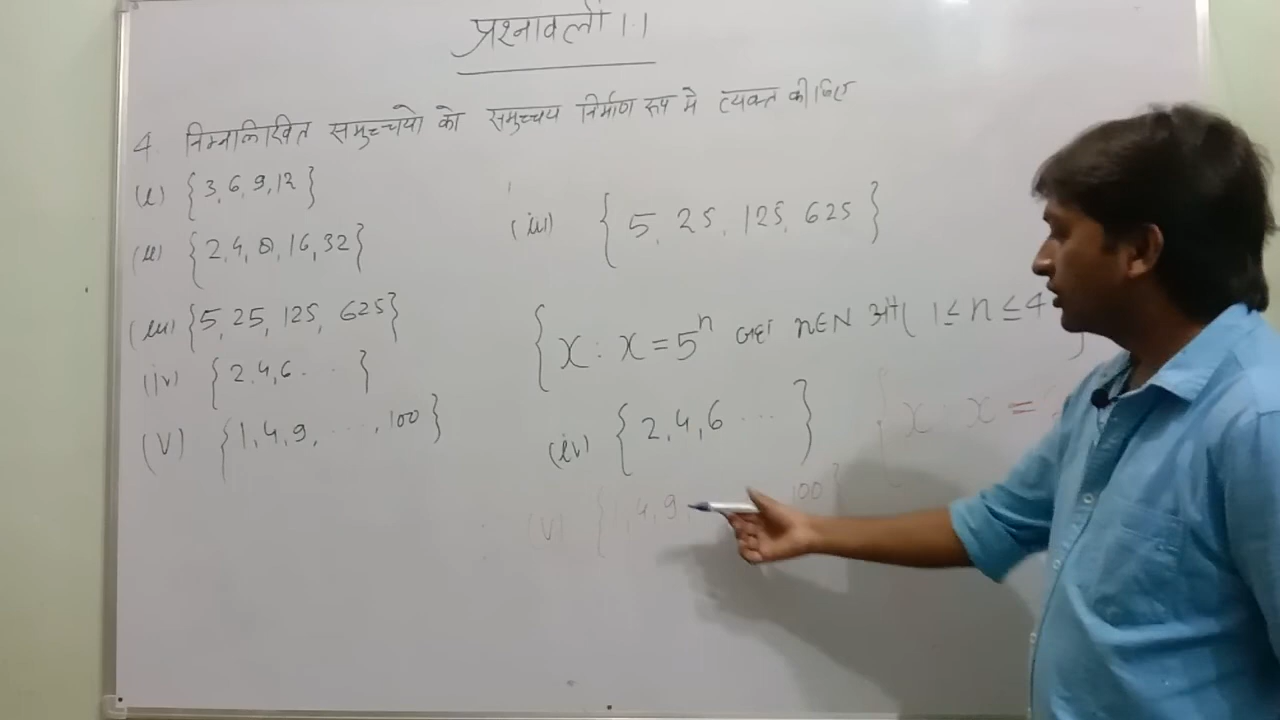 प्रश्नावली 1.1
4. निम्नलिखित समुच्चयो को समुच्चय निर्माण रूप मे व्यक्त कीजिए
(i) {3, 6, 9, 12}
(ii) {2, 4, 8, 16, 32}
(iii) {5, 25, 125, 625}
(iv) {2, 4, 6 ... }
(v) {1, 4, 9, ....., 100}
(iii) {5, 25, 125, 625}
{x : x = 5ⁿ जहा n∈N और 1 ≤ n ≤ 4
(iv) {2, 4, 6 ... }
{x : x =
(v) {1, 4, 9, 100}